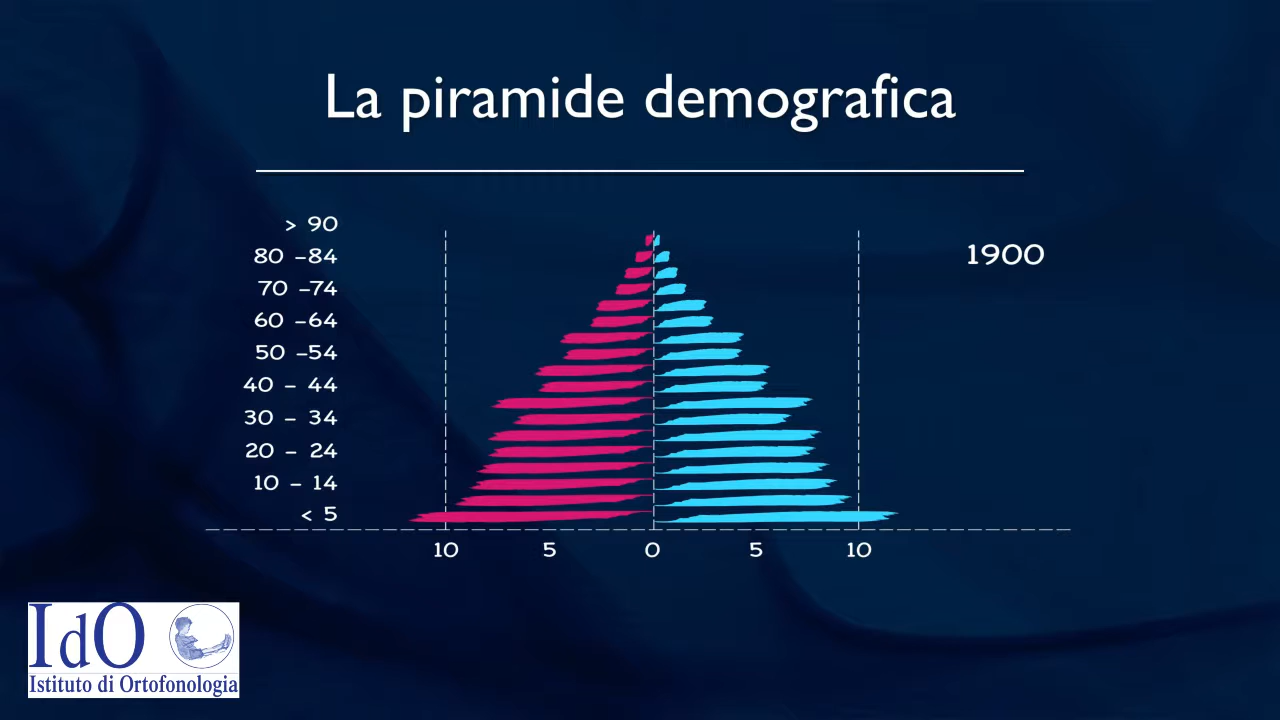 La piramide demografica
> 90
80 –84
1900
70 –74
60 –64
50 –54
40 – 44
30 – 34
20 – 24
10 – 14
< 5
10 5 0 5 10
IdO
Istituto di Ortofonologia